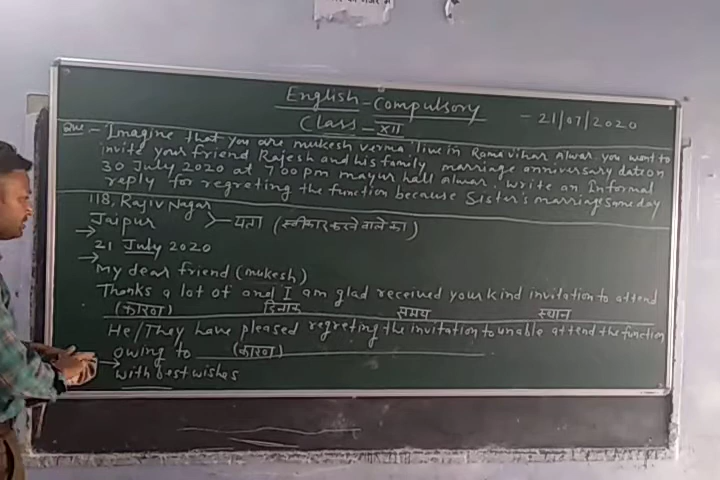 English - Compulsory
- 21/07/2020
Class - XII
Que - Imagine that you are mukesh verma live in Ramavihar Alwar. you want to
invite your friend Rajesh and his family marriage anniversary date on
30 July 2020 at 7:00 pm mayur hall Alwar. write an Informal
reply for regreting the function because sister's marriage same day
118, Rajiv Nagar
Jaipur
पता (स्वीकार करने वाले का)
21 July 2020
My dear friend (mukesh)
Thanks a lot of and I am glad received your kind invitation to attend
(कारण) दिनांक समय स्थान
He/They have pleased regreting the invitation to unable attend the function
owing to (कारण)
with best wishes